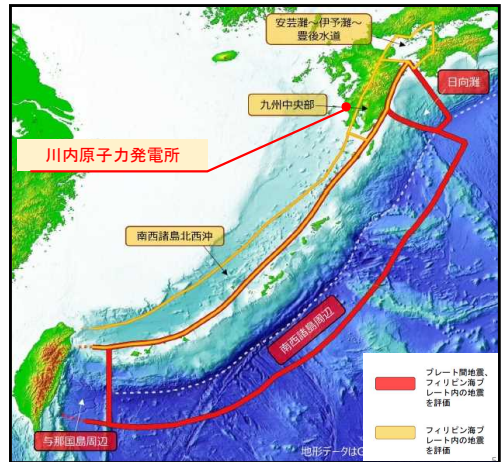 安芸灘～伊予灘～
豊後水道
日向灘
九州中央部
川内原子力発電所
南西諸島北西沖
南西諸島周辺
与那国島周辺
プレート間地震、
フィリピン海プ
レート内の地震
を評価
フィリピン海プ
レート内の地震
を評価
地形データは